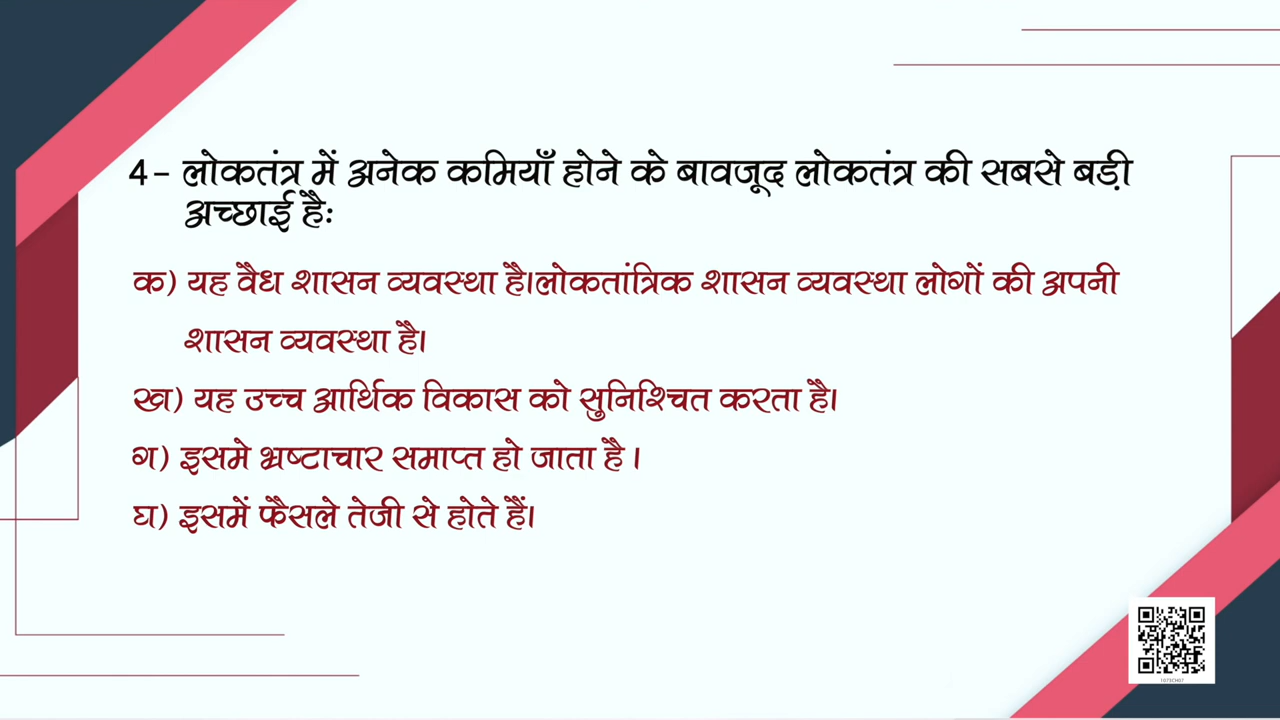 4- लोकतंत्र में अनेक कमियाँ होने के बावजूद लोकतंत्र की सबसे बड़ी
अच्छाई है:
क) यह वैध शासन व्यवस्था है।लोकतांत्रिक शासन व्यवस्था लोगों की अपनी
शासन व्यवस्था है।
ख) यह उच्च आर्थिक विकास को सुनिश्चित करता है।
ग) इसमे भ्रष्टाचार समाप्त हो जाता है ।
घ) इसमें फैसले तेजी से होते हैं।